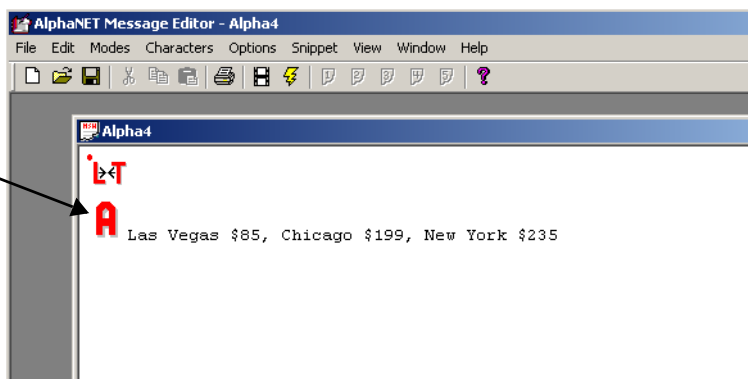 AlphaNET Message Editor - Alpha4
File Edit Modes Characters Options Snippet View Window Help
Alpha4
L>·<T
A Las Vegas $85, Chicago $199, New York $235